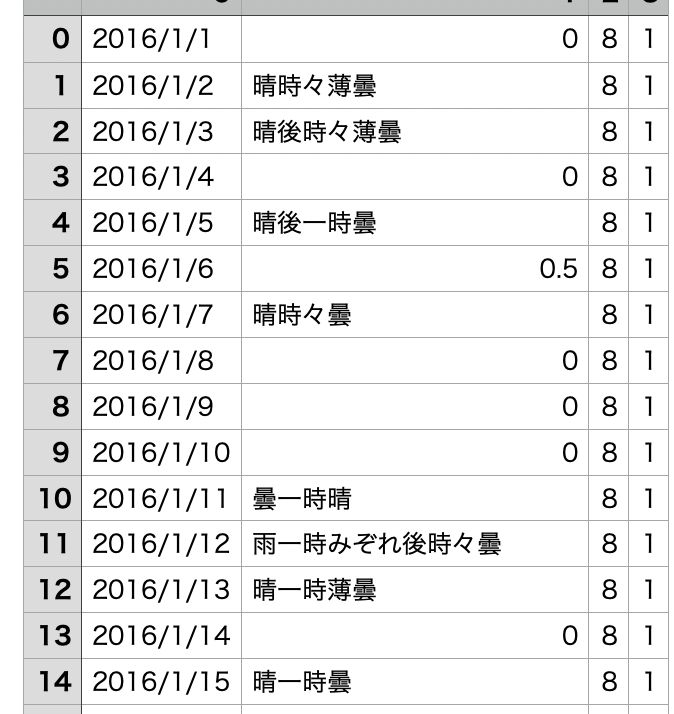 0 2016/1/1 0 8 1
1 2016/1/2 晴時々薄曇 8 1
2 2016/1/3 晴後時々薄曇 8 1
3 2016/1/4 0 8 1
4 2016/1/5 晴後一時曇 8 1
5 2016/1/6 0.5 8 1
6 2016/1/7 晴時々曇 8 1
7 2016/1/8 0 8 1
8 2016/1/9 0 8 1
9 2016/1/10 0 8 1
10 2016/1/11 曇一時晴 8 1
11 2016/1/12 雨一時みぞれ後時々曇 8 1
12 2016/1/13 晴一時薄曇 8 1
13 2016/1/14 0 8 1
14 2016/1/15 晴一時曇 8 1